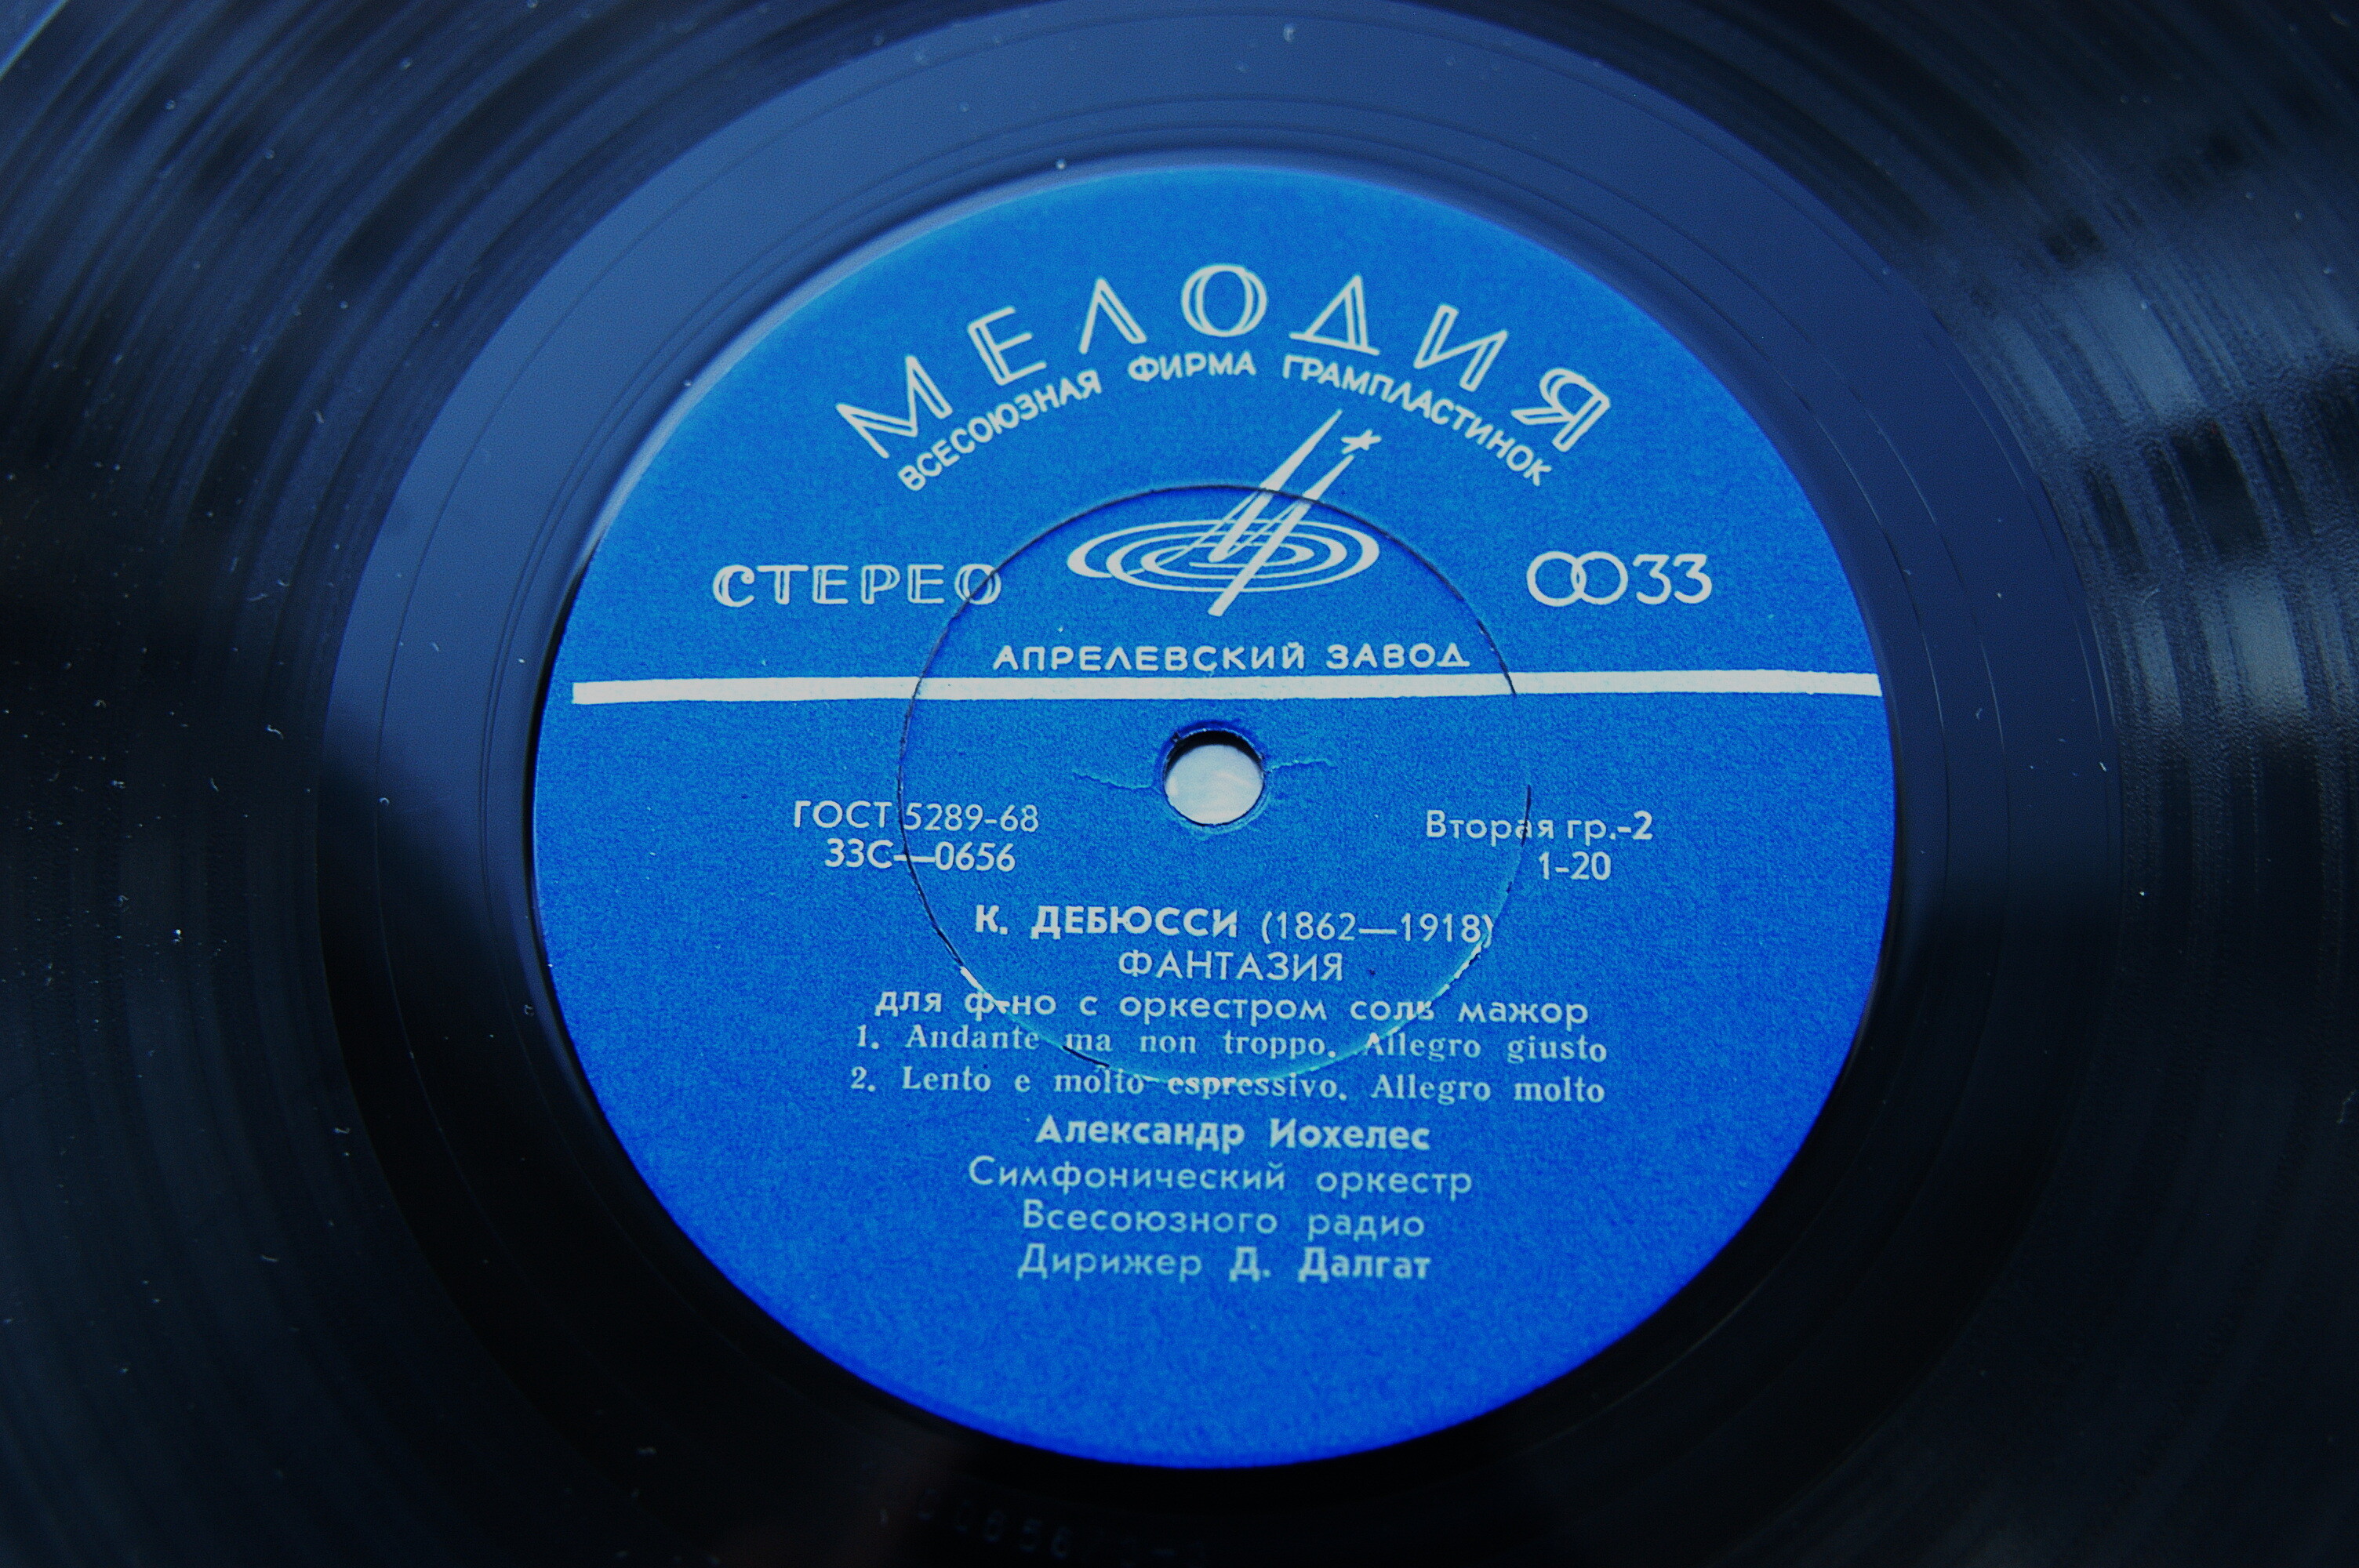 МЕЛОДИЯ
ВСЕСОЮЗНАЯ ФИРМА ГРАМПЛАСТИНОК
СТЕРЕО
33
АПРЕЛЕВСКИЙ ЗАВОД
ГОСТ 5289-68
Вторая гр.-2
33С—0656
1-20
К. ДЕБЮССИ (1862—1918)
ФАНТАЗИЯ
для ф-но с оркестром соль мажор
1. Andante ma non troppo. Allegro giusto
2. Lento e molto espressivo. Allegro molto
Александр Иохелес
Симфонический оркестр
Всесоюзного радио
Дирижер Д. Далгат